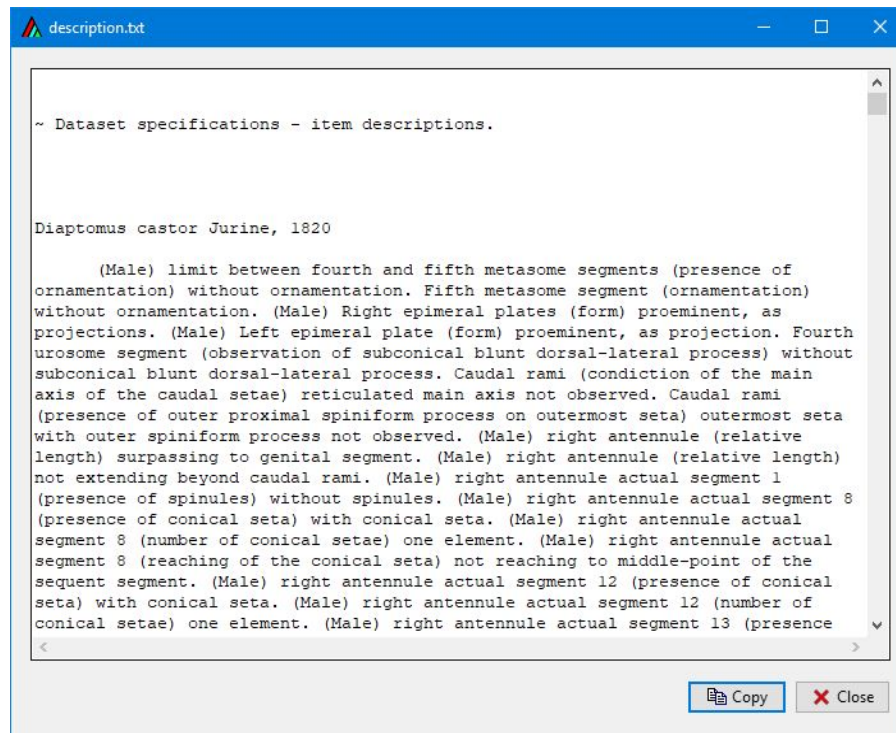 description.txt
~ Dataset specifications - item descriptions.
Diaptomus castor Jurine, 1820
(Male) limit between fourth and fifth metasome segments (presence of
ornamentation) without ornamentation. Fifth metasome segment (ornamentation)
without ornamentation. (Male) Right epimeral plates (form) proeminent, as
projections. (Male) Left epimeral plate (form) proeminent, as projection. Fourth
urosome segment (observation of subconical blunt dorsal-lateral process) without
subconical blunt dorsal-lateral process. Caudal rami (condiction of the main
axis of the caudal setae) reticulated main axis not observed. Caudal rami
(presence of outer proximal spiniform process on outermost seta) outermost seta
with outer spiniform process not observed. (Male) right antennule (relative
length) surpassing to genital segment. (Male) right antennule (relative length)
not extending beyond caudal rami. (Male) right antennule actual segment 1
(presence of spinules) without spinules. (Male) right antennule actual segment 8
(presence of conical seta) with conical seta. (Male) right antennule actual
segment 8 (number of conical setae) one element. (Male) right antennule actual
segment 8 (reaching of the conical seta) not reaching to middle-point of the
sequent segment. (Male) right antennule actual segment 12 (presence of conical
seta) with conical seta. (Male) right antennule actual segment 12 (number of
conical setae) one element. (Male) right antennule actual segment 13 (presence
Copy
Close